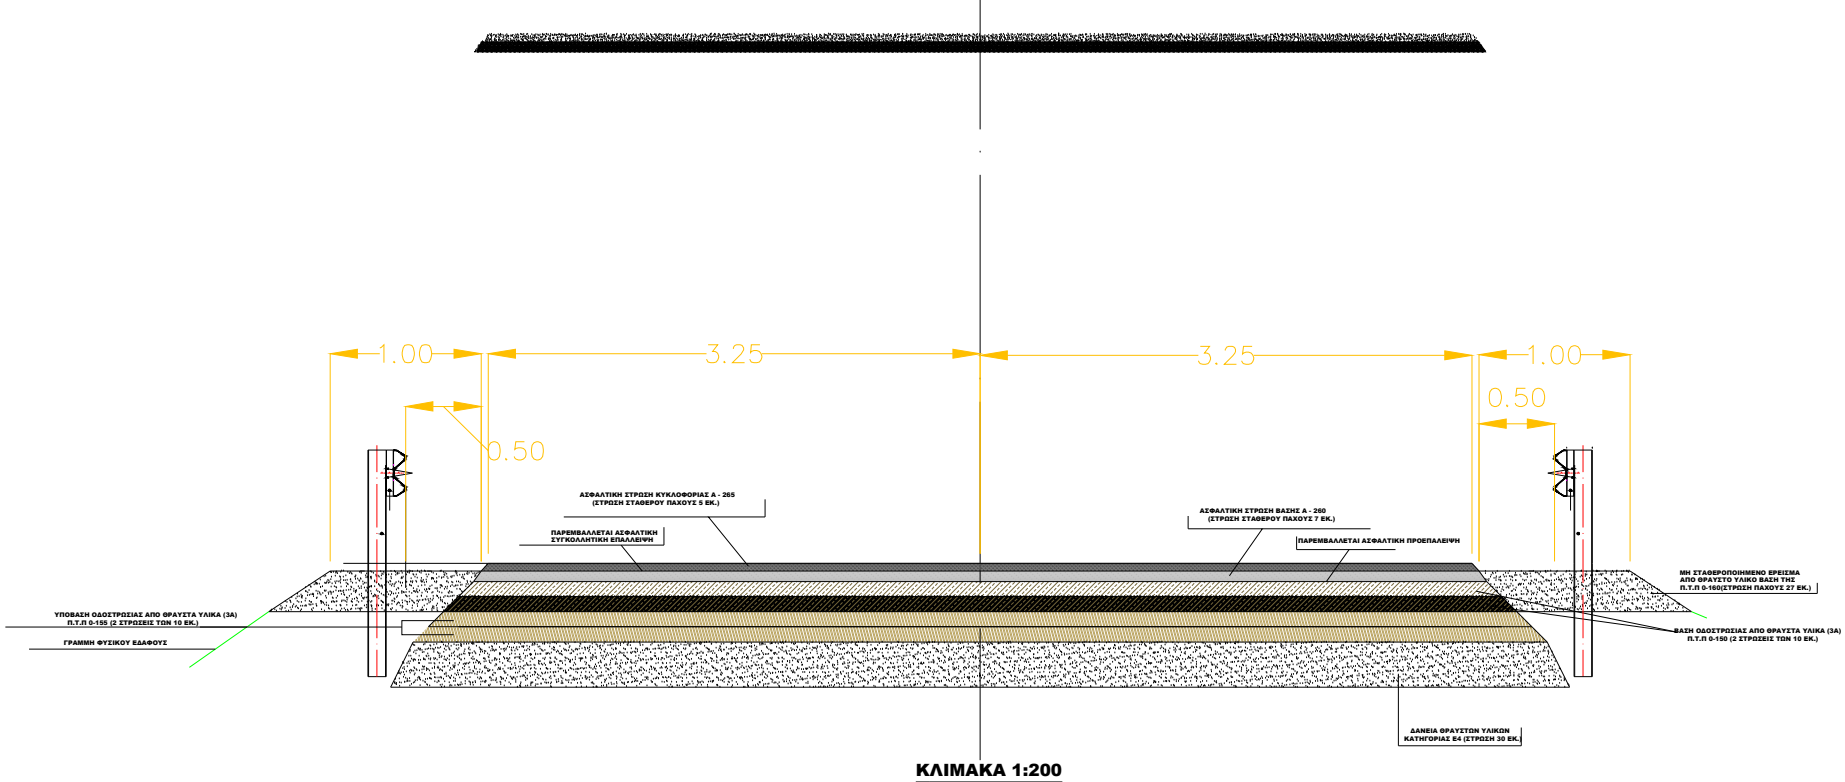 1.00
3.25
3.25
1.00
0.50
0.50
ΑΣΦΑΛΤΙΚΗ ΣΤΡΩΣΗ ΚΥΚΛΟΦΟΡΙΑΣ Α - 265
(ΣΤΡΩΣΗ ΣΤΑΘΕΡΟΥ ΠΑΧΟΥΣ 5 ΕΚ.)
ΠΑΡΕΜΒΑΛΛΕΤΑΙ ΑΣΦΑΛΤΙΚΗ
ΣΥΓΚΟΛΛΗΤΙΚΗ ΕΠΑΛΛΕΙΨΗ
ΑΣΦΑΛΤΙΚΗ ΣΤΡΩΣΗ ΒΑΣΗΣ Α - 260
(ΣΤΡΩΣΗ ΣΤΑΘΕΡΟΥ ΠΑΧΟΥΣ 7 ΕΚ.)
ΠΑΡΕΜΒΑΛΛΕΤΑΙ ΑΣΦΑΛΤΙΚΗ ΠΡΟΕΠΑΛΕΙΨΗ
ΜΗ ΣΤΑΘΕΡΟΠΟΙΗΜΕΝΟ ΕΡΕΙΣΜΑ
ΑΠΟ ΘΡΑΥΣΤΟ ΥΛΙΚΟ ΒΑΣΗ ΤΗΣ
Π.Τ.Π 0-160(ΣΤΡΩΣΗ ΠΑΧΟΥΣ 27 ΕΚ.)
ΥΠΟΒΑΣΗ ΟΔΟΣΤΡΩΣΙΑΣ ΑΠΟ ΘΡΑΥΣΤΑ ΥΛΙΚΑ (3Α)
Π.Τ.Π 0-155 (2 ΣΤΡΩΣΕΙΣ ΤΩΝ 10 ΕΚ.)
ΓΡΑΜΜΗ ΦΥΣΙΚΟΥ ΕΔΑΦΟΥΣ
ΒΑΣΗ ΟΔΟΣΤΡΩΣΙΑΣ ΑΠΟ ΘΡΑΥΣΤΑ ΥΛΙΚΑ (3Α)
Π.Τ.Π 0-150 (2 ΣΤΡΩΣΕΙΣ ΤΩΝ 10 ΕΚ.)
ΔΑΝΕΙΑ ΘΡΑΥΣΤΩΝ ΥΛΙΚΩΝ
ΚΑΤΗΓΟΡΙΑΣ Ε4 (ΣΤΡΩΣΗ 30 ΕΚ.)
ΚΛΙΜΑΚΑ 1:200